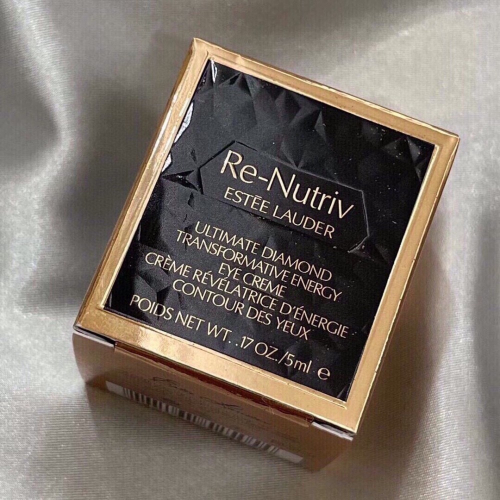 Re-Nutriv
ESTÉE LAUDER
ULTIMATE DIAMOND
TRANSFORMATIVE ENERGY
EYE CREME
CRÈME RÉVÉLATRICE D'ÉNERGIE
CONTOUR DES YEUX
POIDS NET WT. .17 OZ./5ml ℮